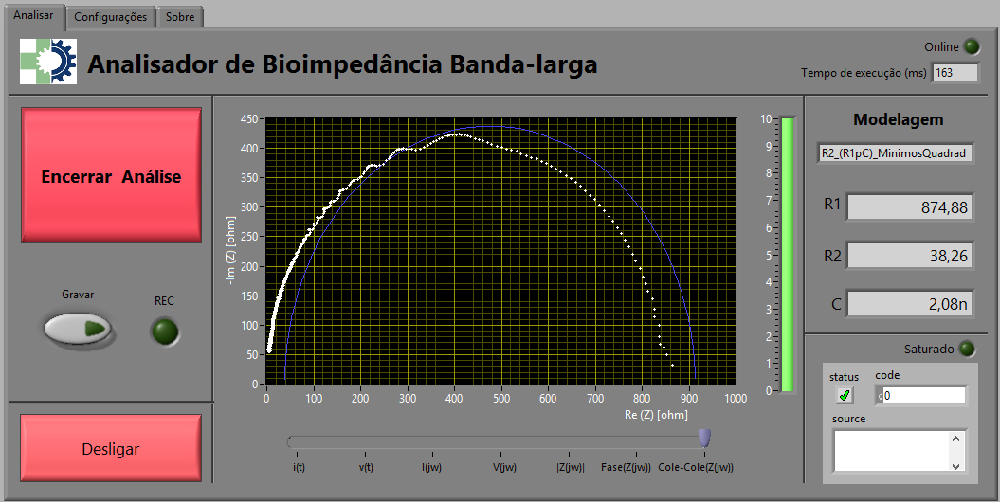 Analisar Configurações Sobre
Analisador de Bioimpedância Banda-larga
Online
Tempo de execução (ms) 163
Encerrar Análise
Gravar
REC
Desligar
-Im (Z) [ohm]
450
400
350
300
250
200
150
100
50
0
0 100 200 300 400 500 600 700 800 900 1000
Re (Z) [ohm]
10
9
8
7
6
5
4
3
2
1
0
i(t) v(t) I(jw) V(jw) |Z(jw)| Fase(Z(jw)) Cole-Cole(Z(jw))
Modelagem
R2_(R1pC)_MinimosQuadrad
R1 874,88
R2 38,26
C 2,08n
Saturado
status code
0
source